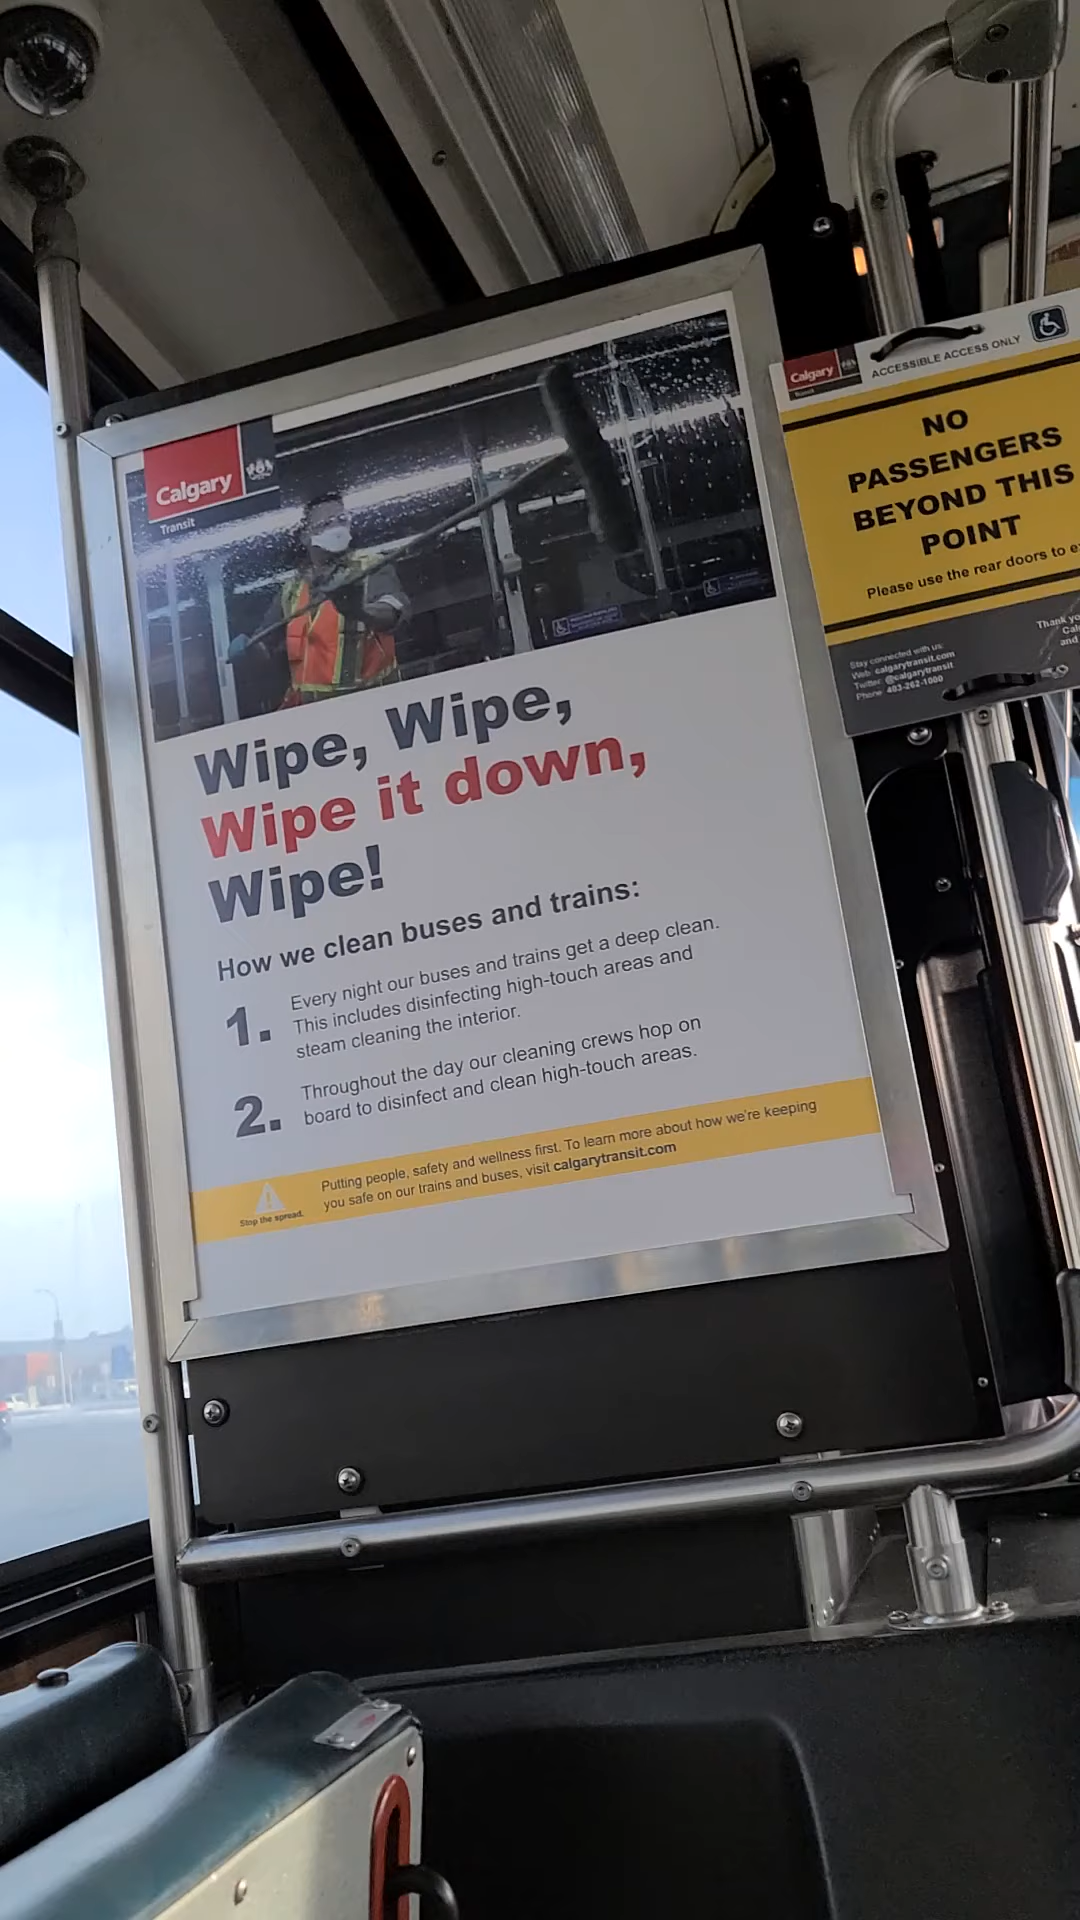 Calgary
Transit
Wipe, Wipe,
Wipe it down,
Wipe!
How we clean buses and trains:
1. Every night our buses and trains get a deep clean.
This includes disinfecting high-touch areas and
steam cleaning the interior.
2. Throughout the day our cleaning crews hop on
board to disinfect and clean high-touch areas.
Stop the spread.
Putting people, safety and wellness first. To learn more about how we're keeping
you safe on our trains and buses, visit calgarytransit.com
Calgary
Transit
ACCESSIBLE ACCESS ONLY
NO
PASSENGERS
BEYOND THIS
POINT
Please use the rear doors to
Stay connected with us:
Web: calgarytransit.com
Twitter: @calgarytransit
Phone: 403-262-1000
Thank
and